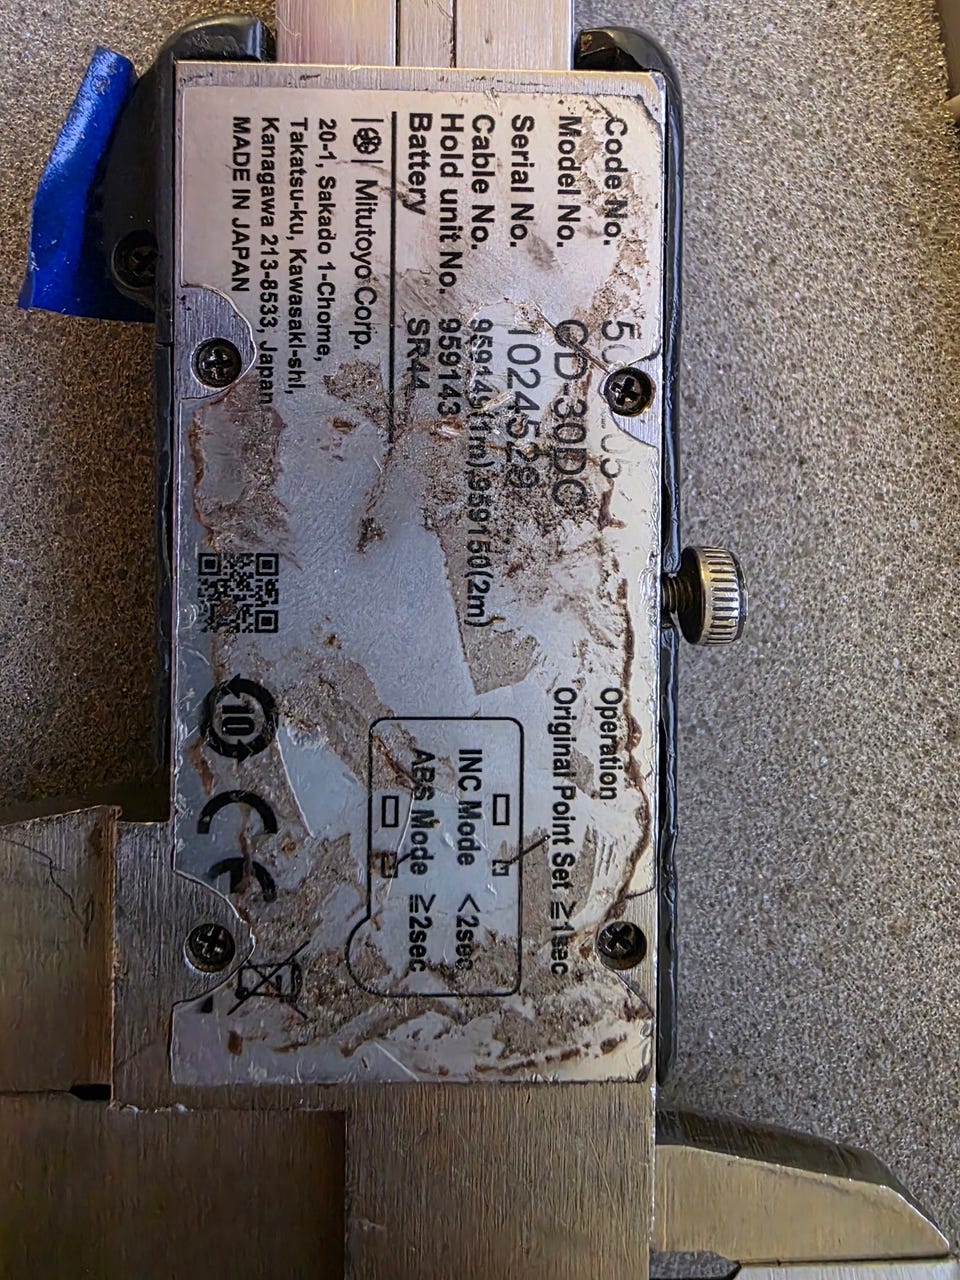 Code No.
Model No. CD-30DC
Serial No. 1024529
Cable No. 959149(1m),959150(2m)
Hold unit No. 959143
Battery SR44
Mitutoyo Corp.
20-1, Sakado 1-Chome,
Takatsu-ku, Kawasaki-shi,
Kanagawa 213-8533, Japan
MADE IN JAPAN
Operation
Original Point Set ≧1sec
INC Mode <2sec
ABS Mode ≧2sec
10
CE